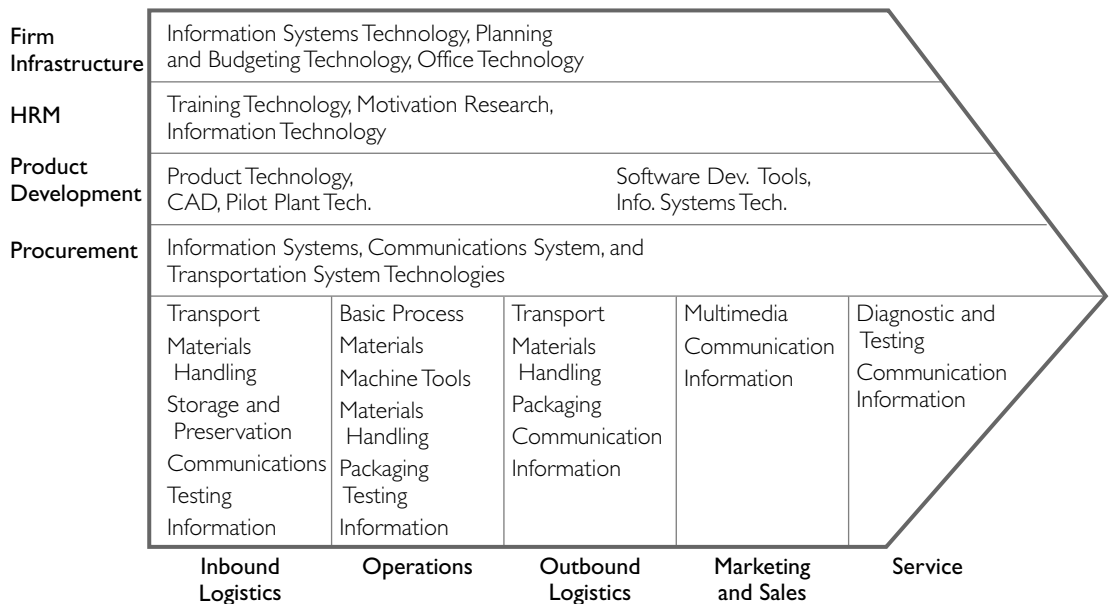 Firm
Infrastructure
Information Systems Technology, Planning
and Budgeting Technology, Office Technology
HRM
Training Technology, Motivation Research,
Information Technology
Product
Development
Product Technology,
CAD, Pilot Plant Tech.
Software Dev. Tools,
Info. Systems Tech.
Procurement
Information Systems, Communications System, and
Transportation System Technologies
Transport
Materials
Handling
Storage and
Preservation
Communications
Testing
Information
Basic Process
Materials
Machine Tools
Materials
Handling
Packaging
Testing
Information
Transport
Materials
Handling
Packaging
Communication
Information
Multimedia
Communication
Information
Diagnostic and
Testing
Communication
Information
Inbound
Logistics
Operations
Outbound
Logistics
Marketing
and Sales
Service